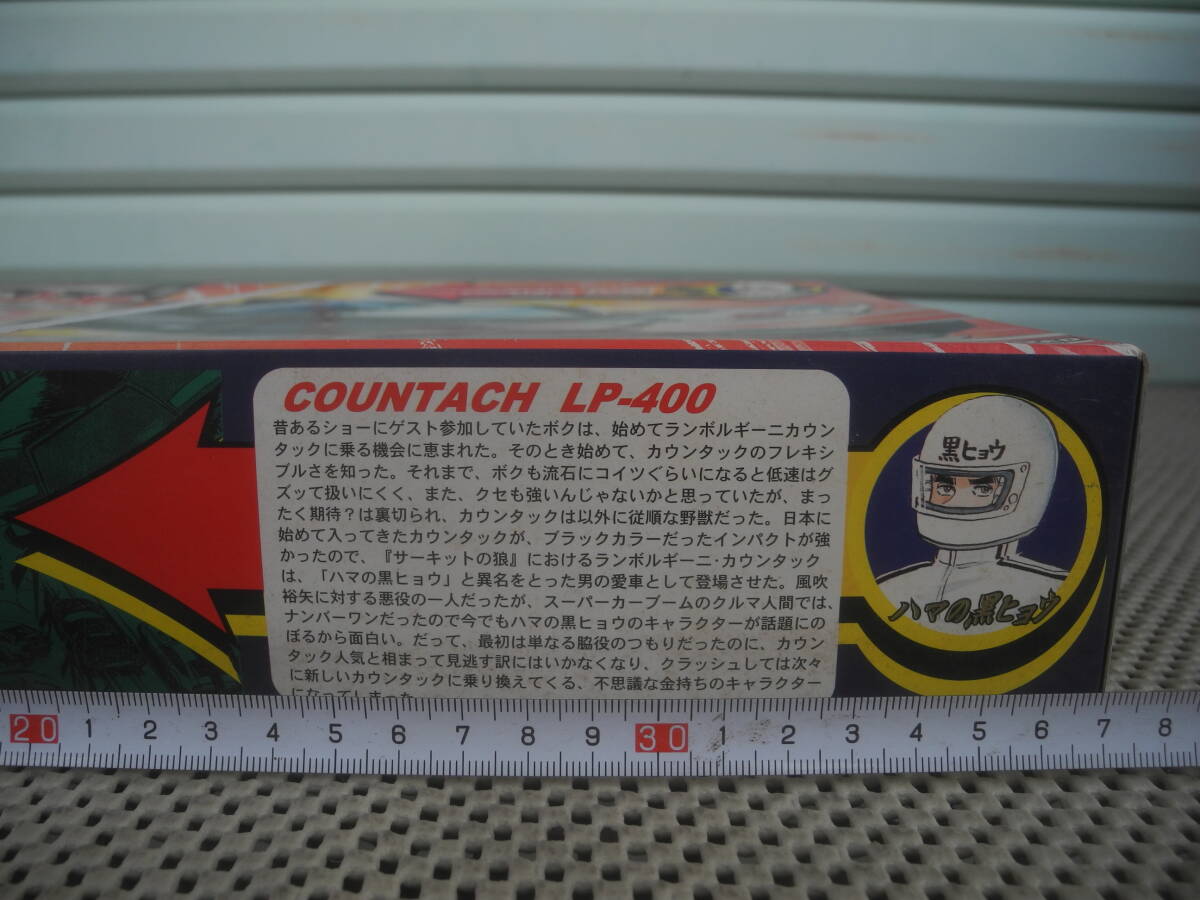 COUNTACH LP-400
昔あるショーにゲスト参加していたボクは、始めてランボルギーニカウン
タックに乗る機会に恵まれた。そのとき始めて、カウンタックのフレキシ
ブルさを知った。それまで、ボクも流石にコイツぐらいになると低速はグ
ズッて扱いにくく、また、クセも強いんじゃないかと思っていたが、まっ
たく期待?は裏切られ、カウンタックは以外に従順な野獣だった。日本に
始めて入ってきたカウンタックが、ブラックカラーだったインパクトが強
かったので、『サーキットの狼』におけるランボルギーニ・カウンタック
は、「ハマの黒ヒョウ」と異名をとった男の愛車として登場させた。風吹
裕矢に対する悪役の一人だったが、スーパーカーブームのクルマ人間では、
ナンバーワンだったので今でもハマの黒ヒョウのキャラクターが話題にの
ぼるから面白い。だって、最初は単なる脇役のつもりだったのに、カウン
タック人気と相まって見逃す訳にはいかなくなり、クラッシュしては次々
に新しいカウンタックに乗り換えてくる、不思議な金持ちのキャラクター
になってしまった
黒ヒョウ
ハマの黒ヒョウ
20 1 2 3 4 5 6 7 8 9 30 1 2 3 4 5 6 7 8